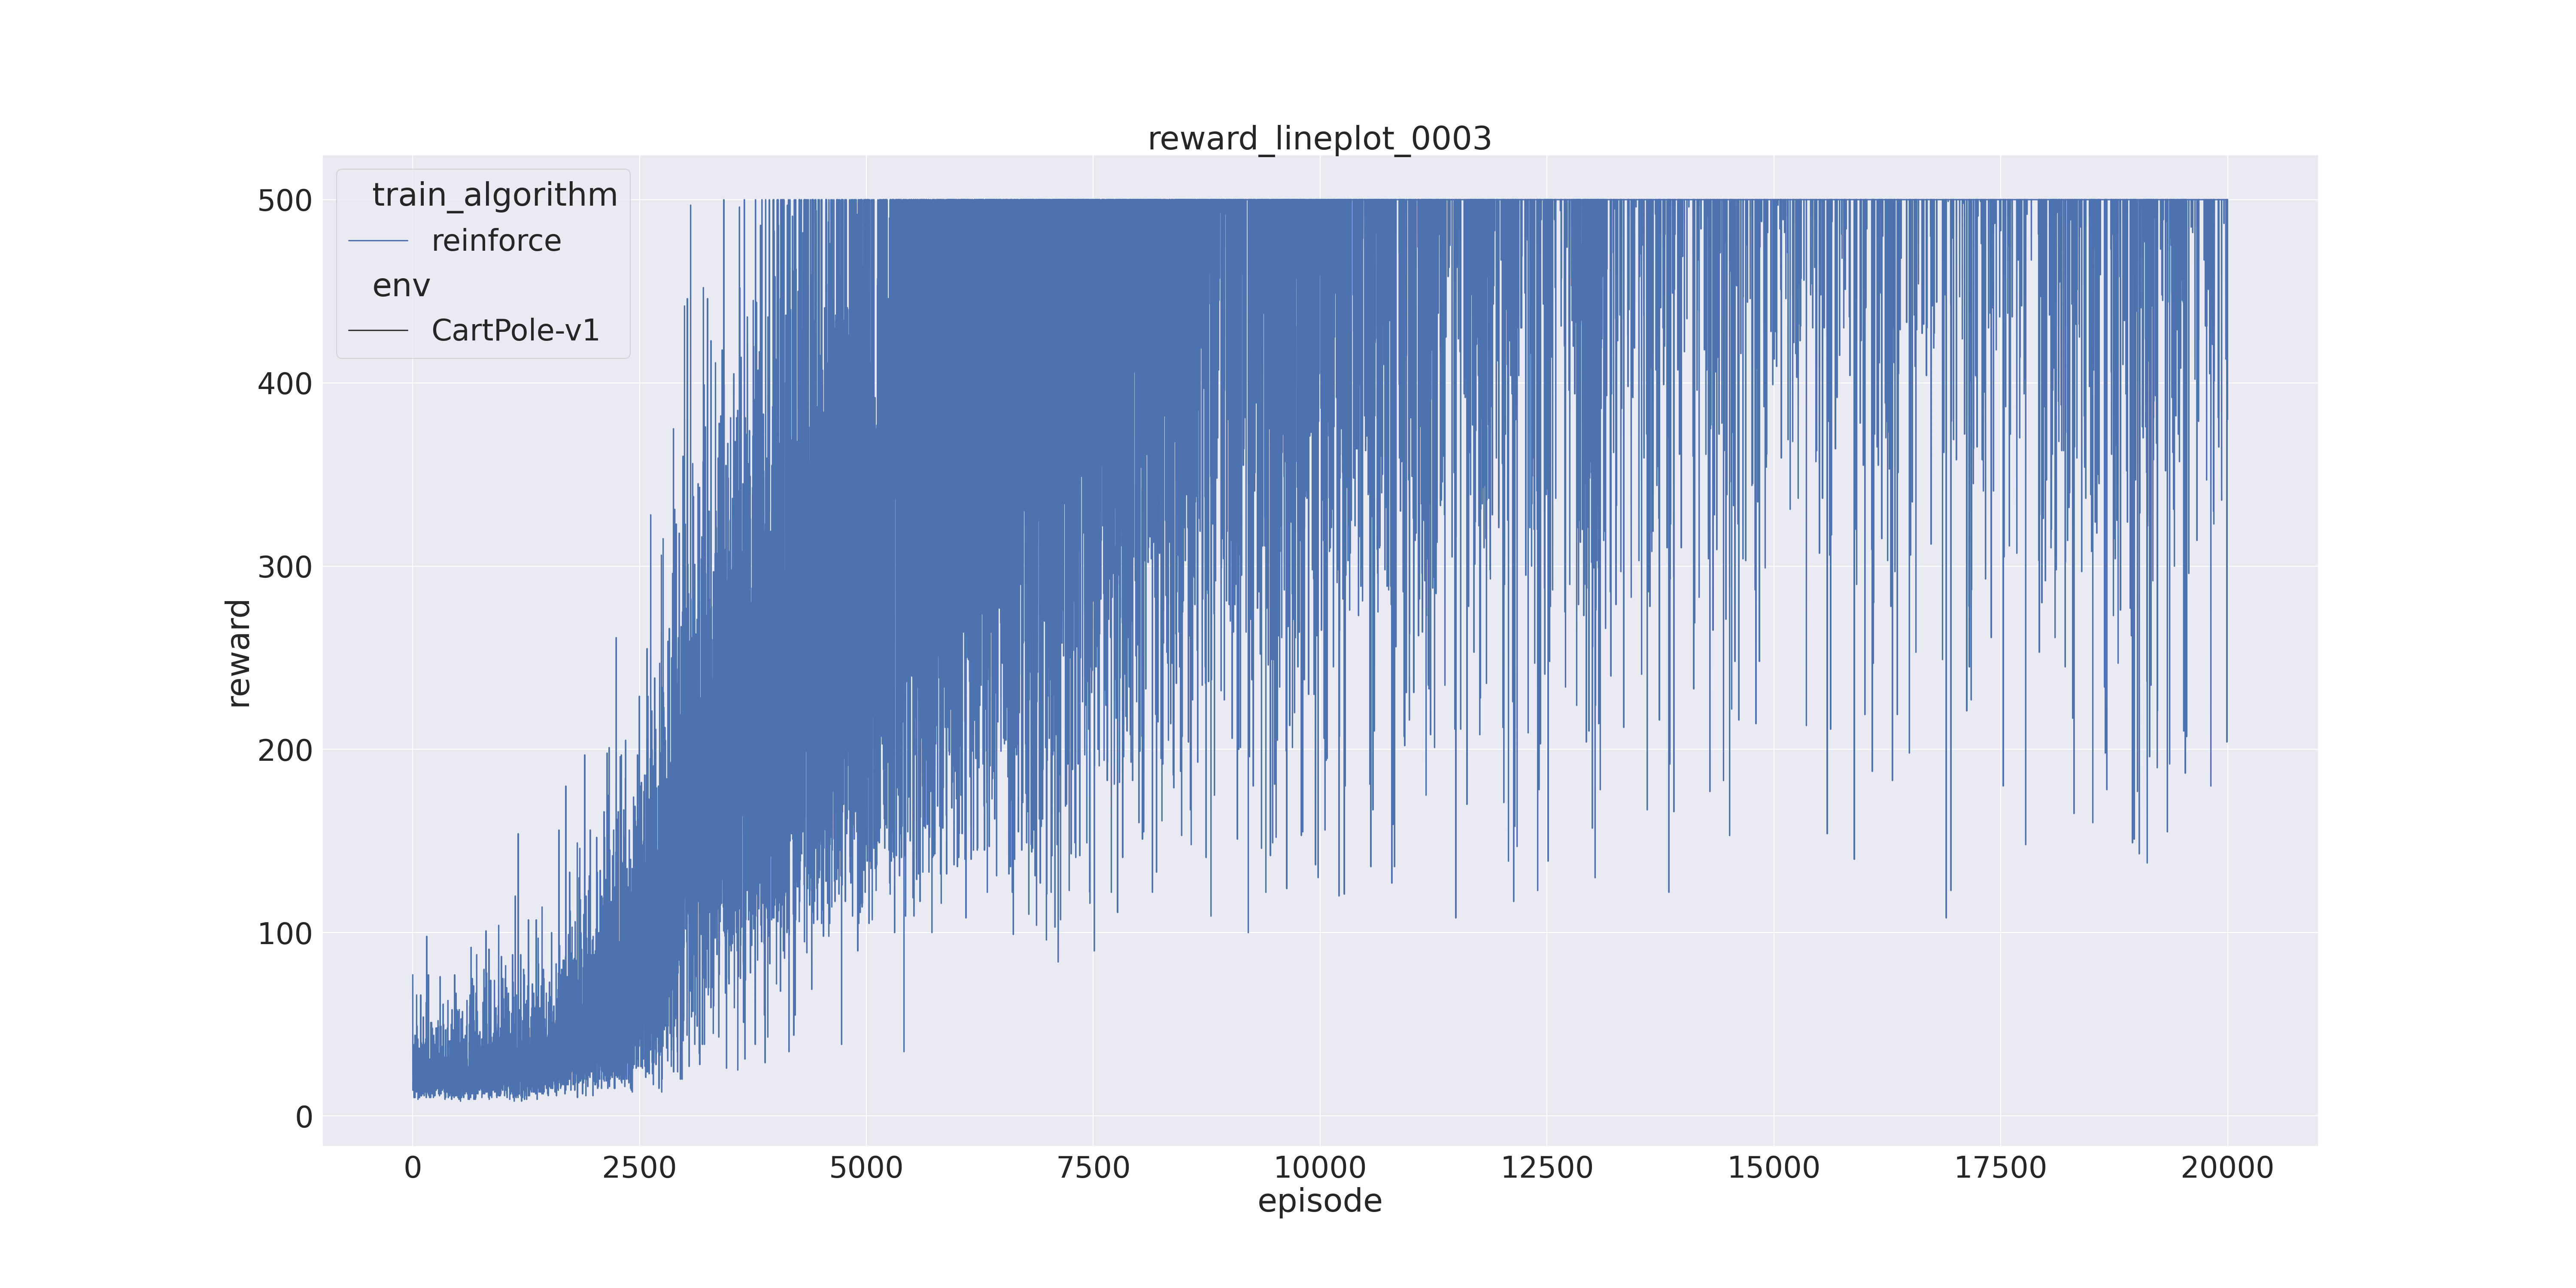 reward_lineplot_0003
train_algorithm
reinforce
env
CartPole-v1
500
400
300
200
100
0
reward
0 2500 5000 7500 10000 12500 15000 17500 20000
episode